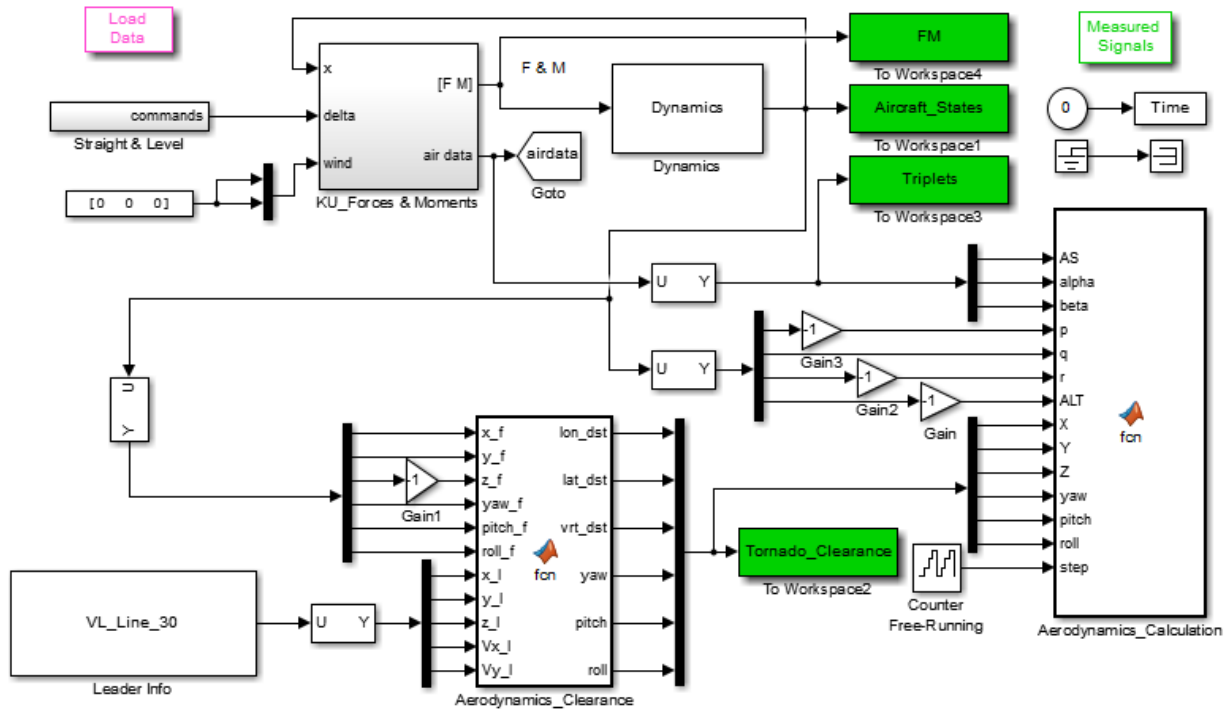 Load
Data
Measured
Signals
x
delta
wind
[F M]
air data
KU_Forces & Moments
F & M
commands
Straight & Level
[0 0 0]
airdata
Goto
Dynamics
Dynamics
FM
To Workspace4
Aircraft_States
To Workspace1
Triplets
To Workspace3
0
Time
U Y
U Y
U
Y
-1
Gain3
-1
Gain2
-1
Gain
AS
alpha
beta
p
q
r
ALT
X
Y
Z
yaw
pitch
roll
step
fcn
Aerodynamics_Calculation
-1
Gain1
x_f
y_f
z_f
yaw_f
pitch_f
roll_f
x_l
y_l
z_l
Vx_l
Vy_l
fcn
lon_dst
lat_dst
vrt_dst
yaw
pitch
roll
Aerodynamics_Clearance
Tornado_Clearance
To Workspace2
Counter
Free-Running
VL_Line_30
Leader Info
U Y